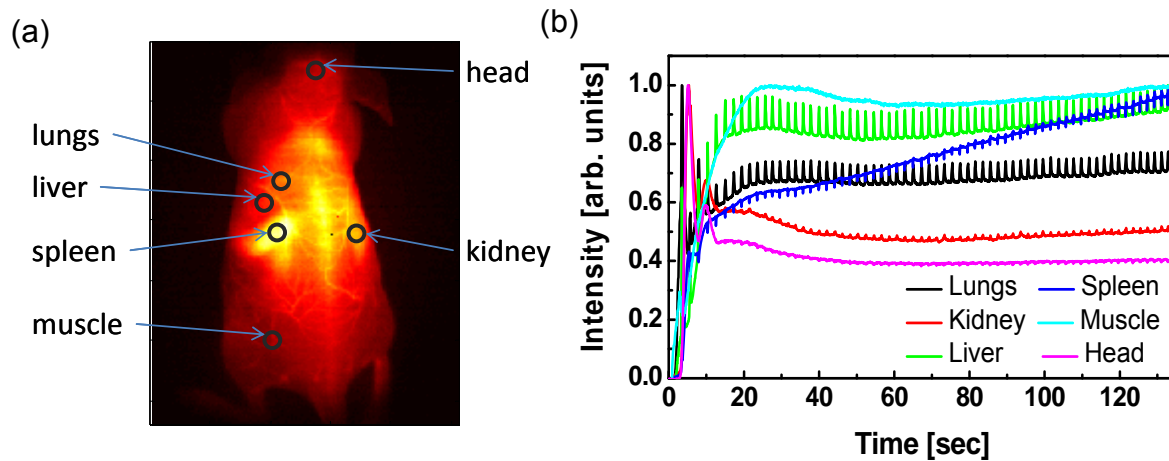 (a)
head
lungs
liver
spleen
kidney
muscle
(b)
Intensity [arb. units]
1.0
0.8
0.6
0.4
0.2
0.0
Lungs
Spleen
Kidney
Muscle
Liver
Head
0 20 40 60 80 100 120
Time [sec]